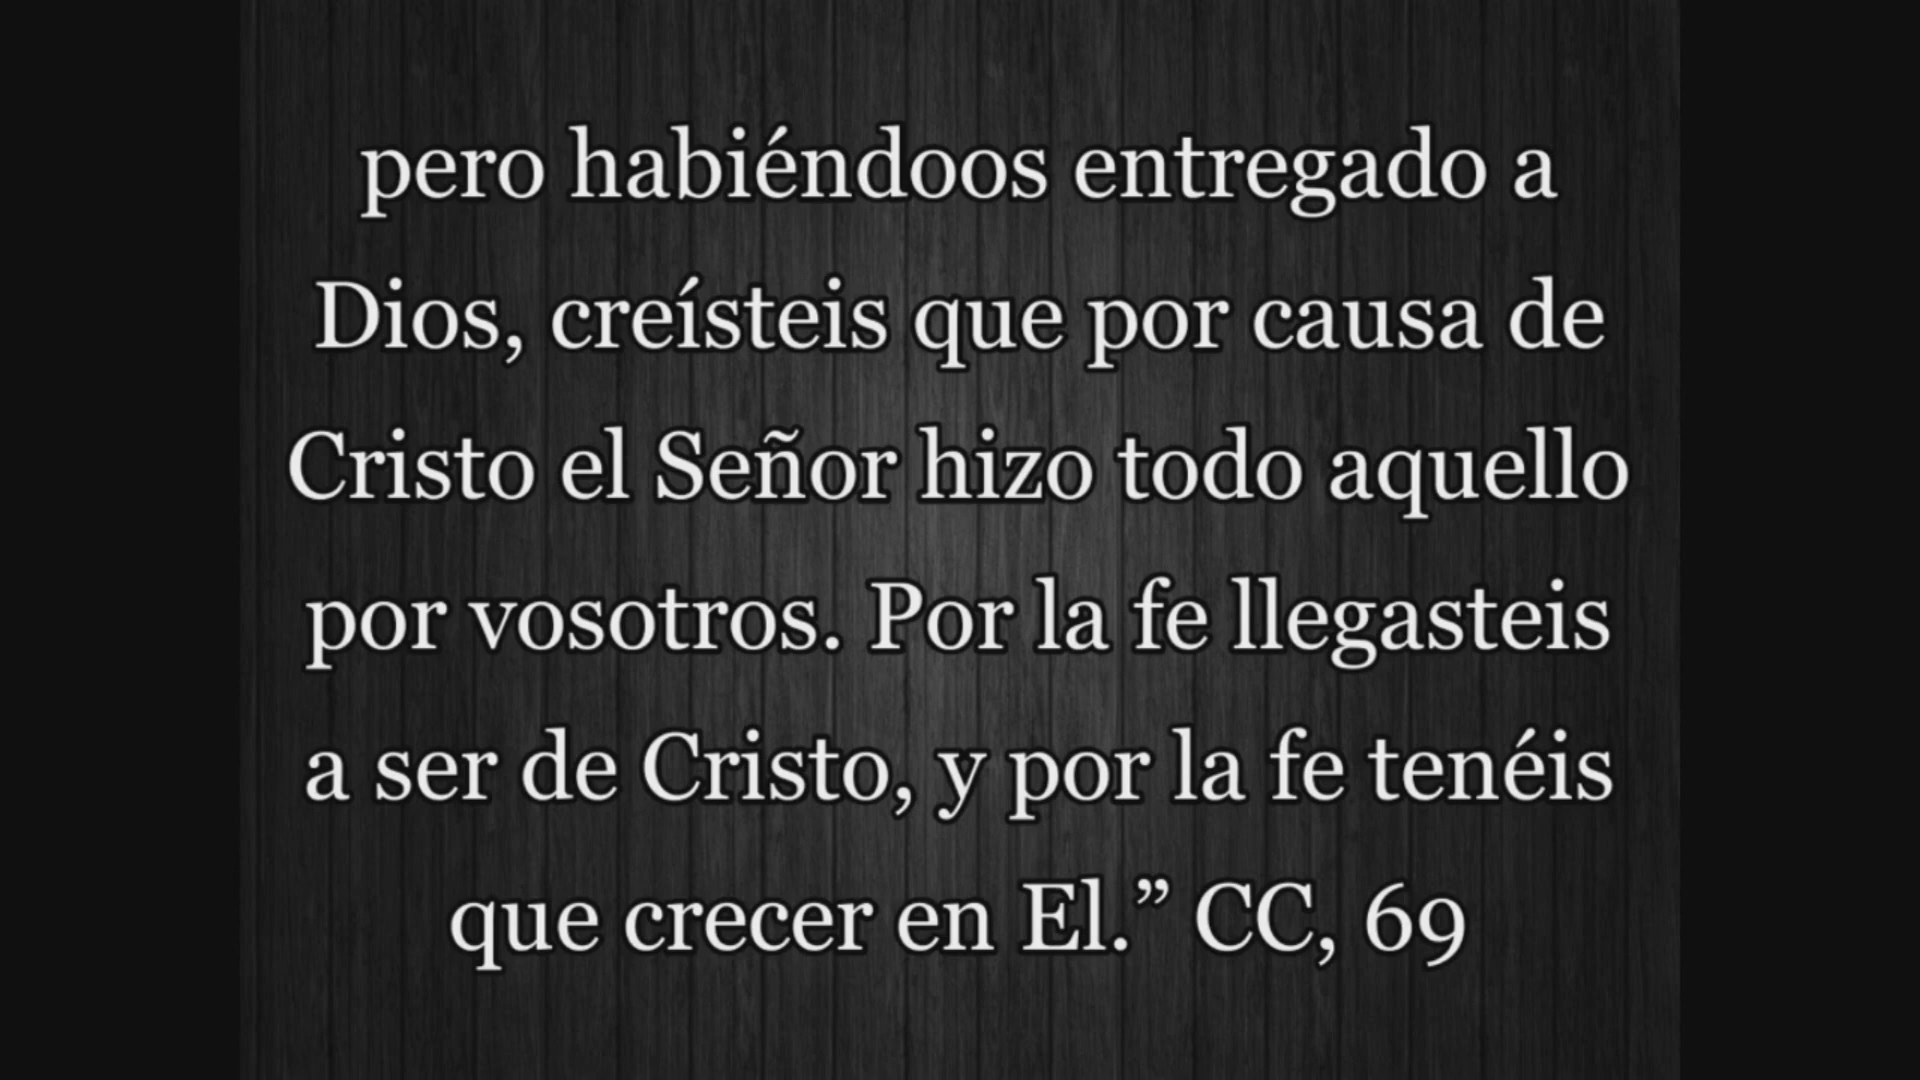 pero habiéndoos entregado a
Dios, creísteis que por causa de
Cristo el Señor hizo todo aquello
por vosotros. Por la fe llegasteis
a ser de Cristo, y por la fe tenéis
que crecer en El.” CC, 69